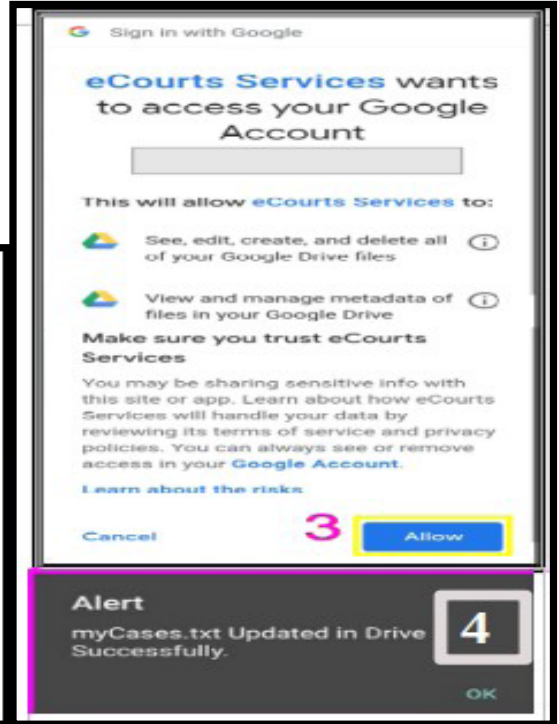 G Sign in with Google
eCourts Services wants
to access your Google
Account
This will allow eCourts Services to:
See, edit, create, and delete all
of your Google Drive files
View and manage metadata of
files in your Google Drive
Make sure you trust eCourts
Services
You may be sharing sensitive info with
this site or app. Learn about how eCourts
Services will handle your data by
reviewing its terms of service and privacy
policies. You can always see or remove
access in your Google Account.
Learn about the risks
Cancel 3 Allow
Alert
myCases.txt Updated in Drive 4
Successfully.
OK